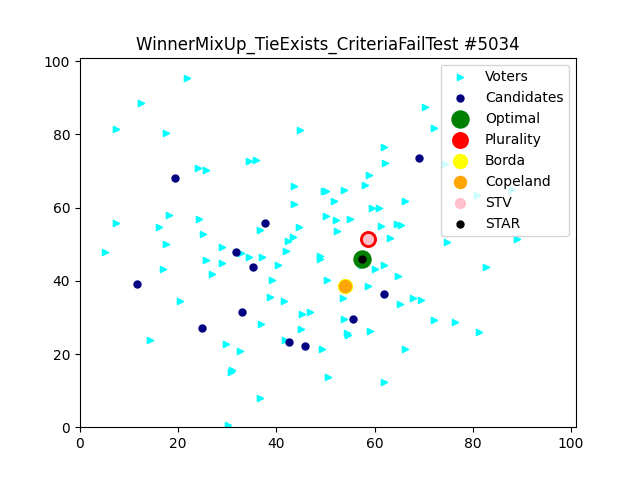 WinnerMixUp_TieExists_CriteriaFailTest #5034
100
80
60
40
20
0
0
20
40
60
80
100
Voters
Candidates
Optimal
Plurality
Borda
Copeland
STV
STAR